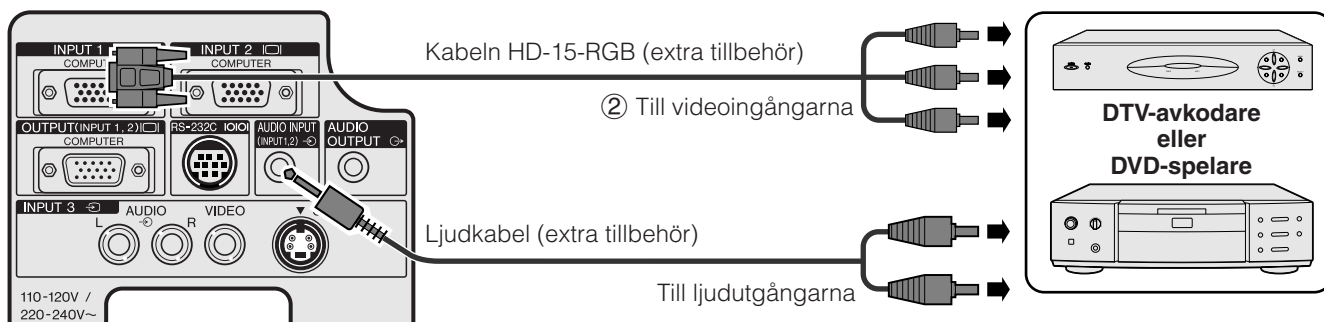 INPUT 1
INPUT 2
COMPUTER
OUTPUT(INPUT 1, 2)
COMPUTER
RS-232C
AUDIO INPUT
(INPUT 1,2)
AUDIO
OUTPUT
INPUT 3
L
AUDIO
R
VIDEO
110-120V /
220-240V~
Kabeln HD-15-RGB (extra tillbehör)
② Till videoingångarna
Ljudkabel (extra tillbehör)
Till ljudutgångarna
DTV-avkodare
eller
DVD-spelare